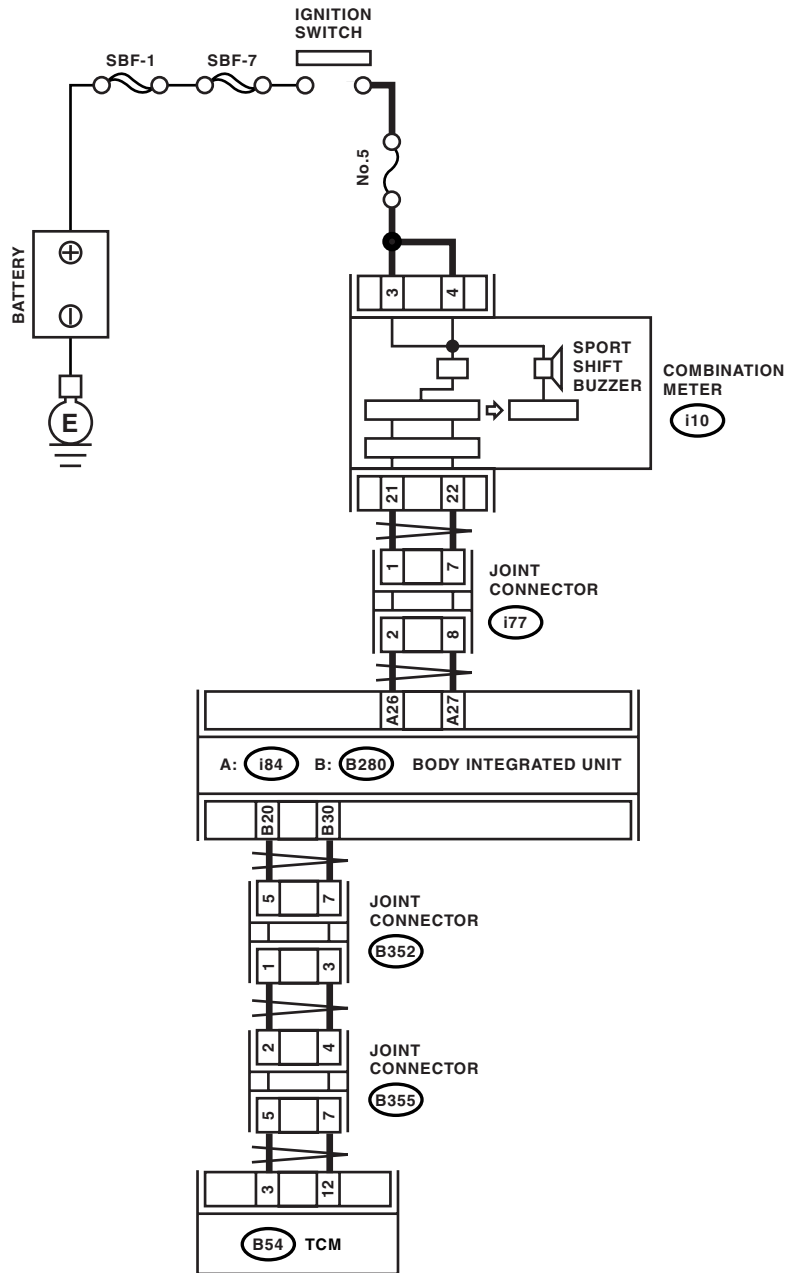 IGNITION
SWITCH
SBF-1
SBF-7
No.5
BATTERY
E
3
4
SPORT
SHIFT
BUZZER
COMBINATION
METER
i10
21
22
1
7
JOINT
CONNECTOR
i77
2
8
A26
A27
A: i84 B: B280 BODY INTEGRATED UNIT
B20
B30
5
7
JOINT
CONNECTOR
B352
1
3
2
4
JOINT
CONNECTOR
B355
5
7
3
12
B54 TCM